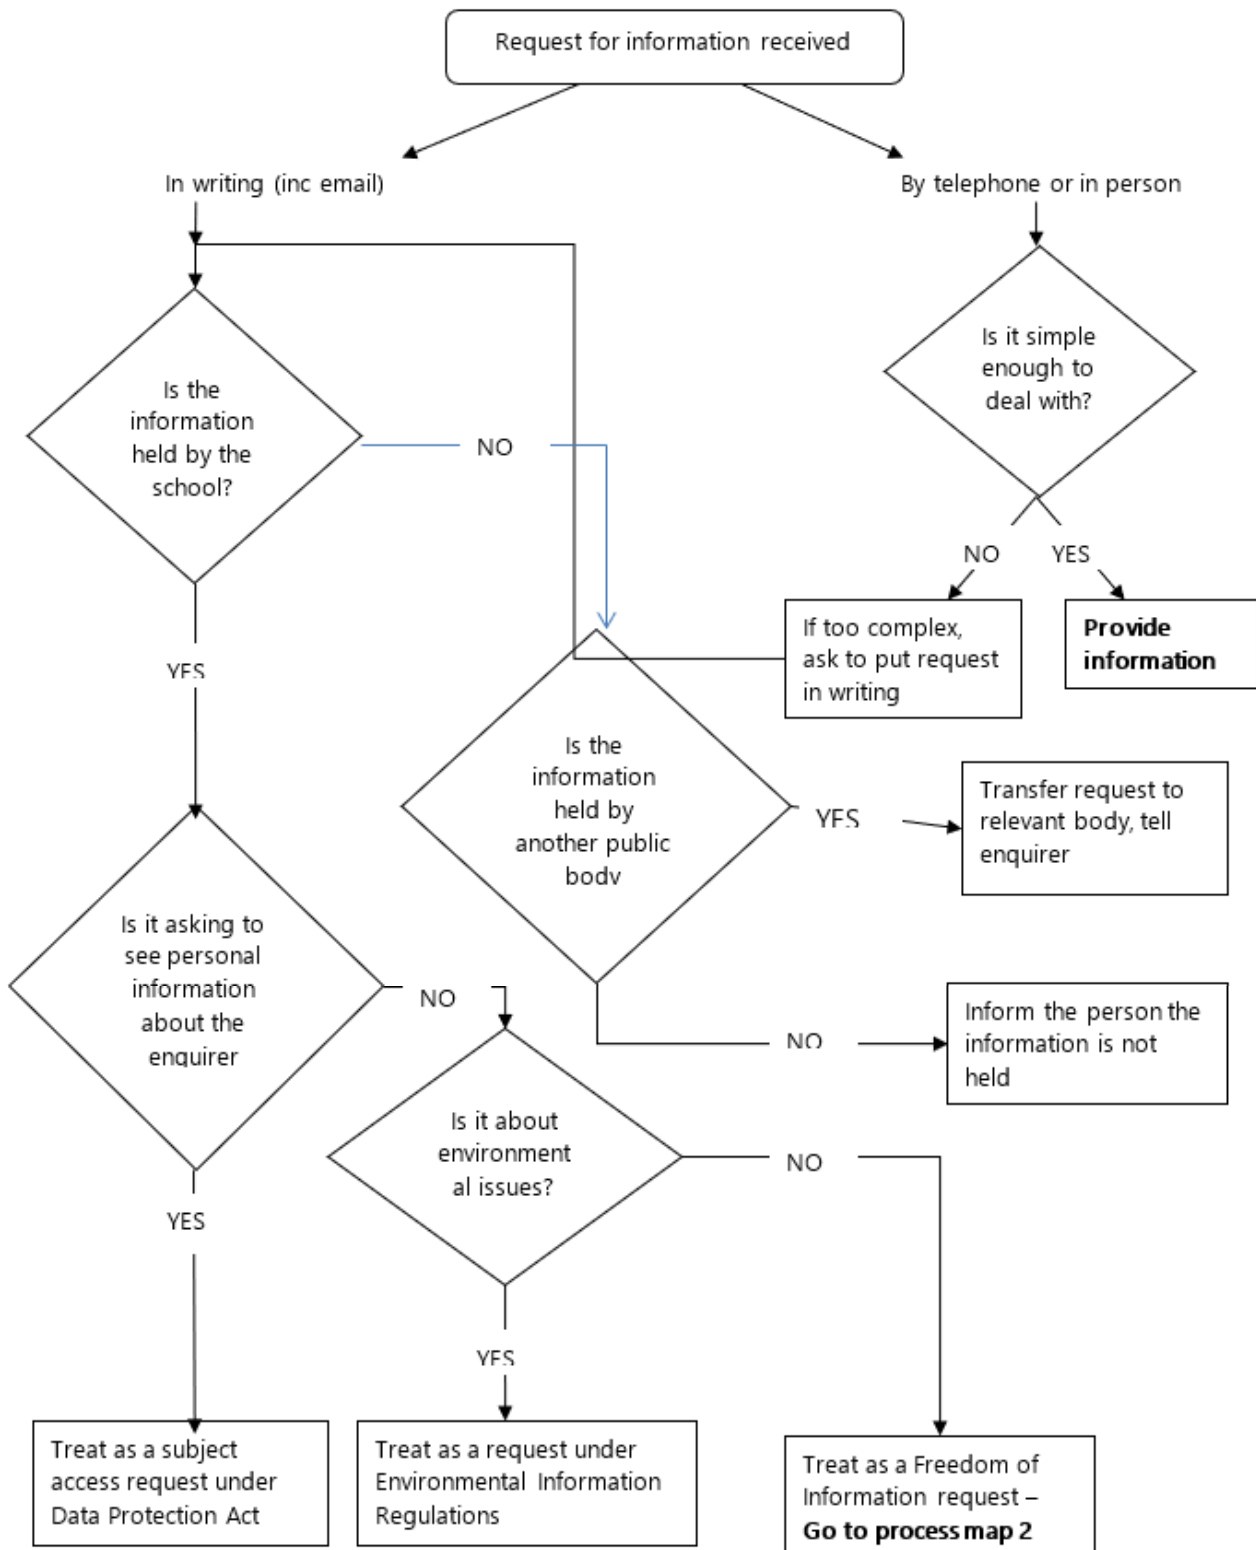 Request for information received
In writing (inc email)
By telephone or in person
Is it simple
enough to
deal with?
Is the
information
held by the
school?
NO
NO
YES
If too complex,
ask to put request
in writing
Provide
information
YES
Is the
information
held by
another public
body
YES
Transfer request to
relevant body, tell
enquirer
Is it asking to
see personal
information
about the
enquirer
NO
NO
Inform the person the
information is not
held
Is it about
environment
al issues?
NO
YES
YES
Treat as a subject
access request under
Data Protection Act
Treat as a request under
Environmental Information
Regulations
Treat as a Freedom of
Information request –
Go to process map 2